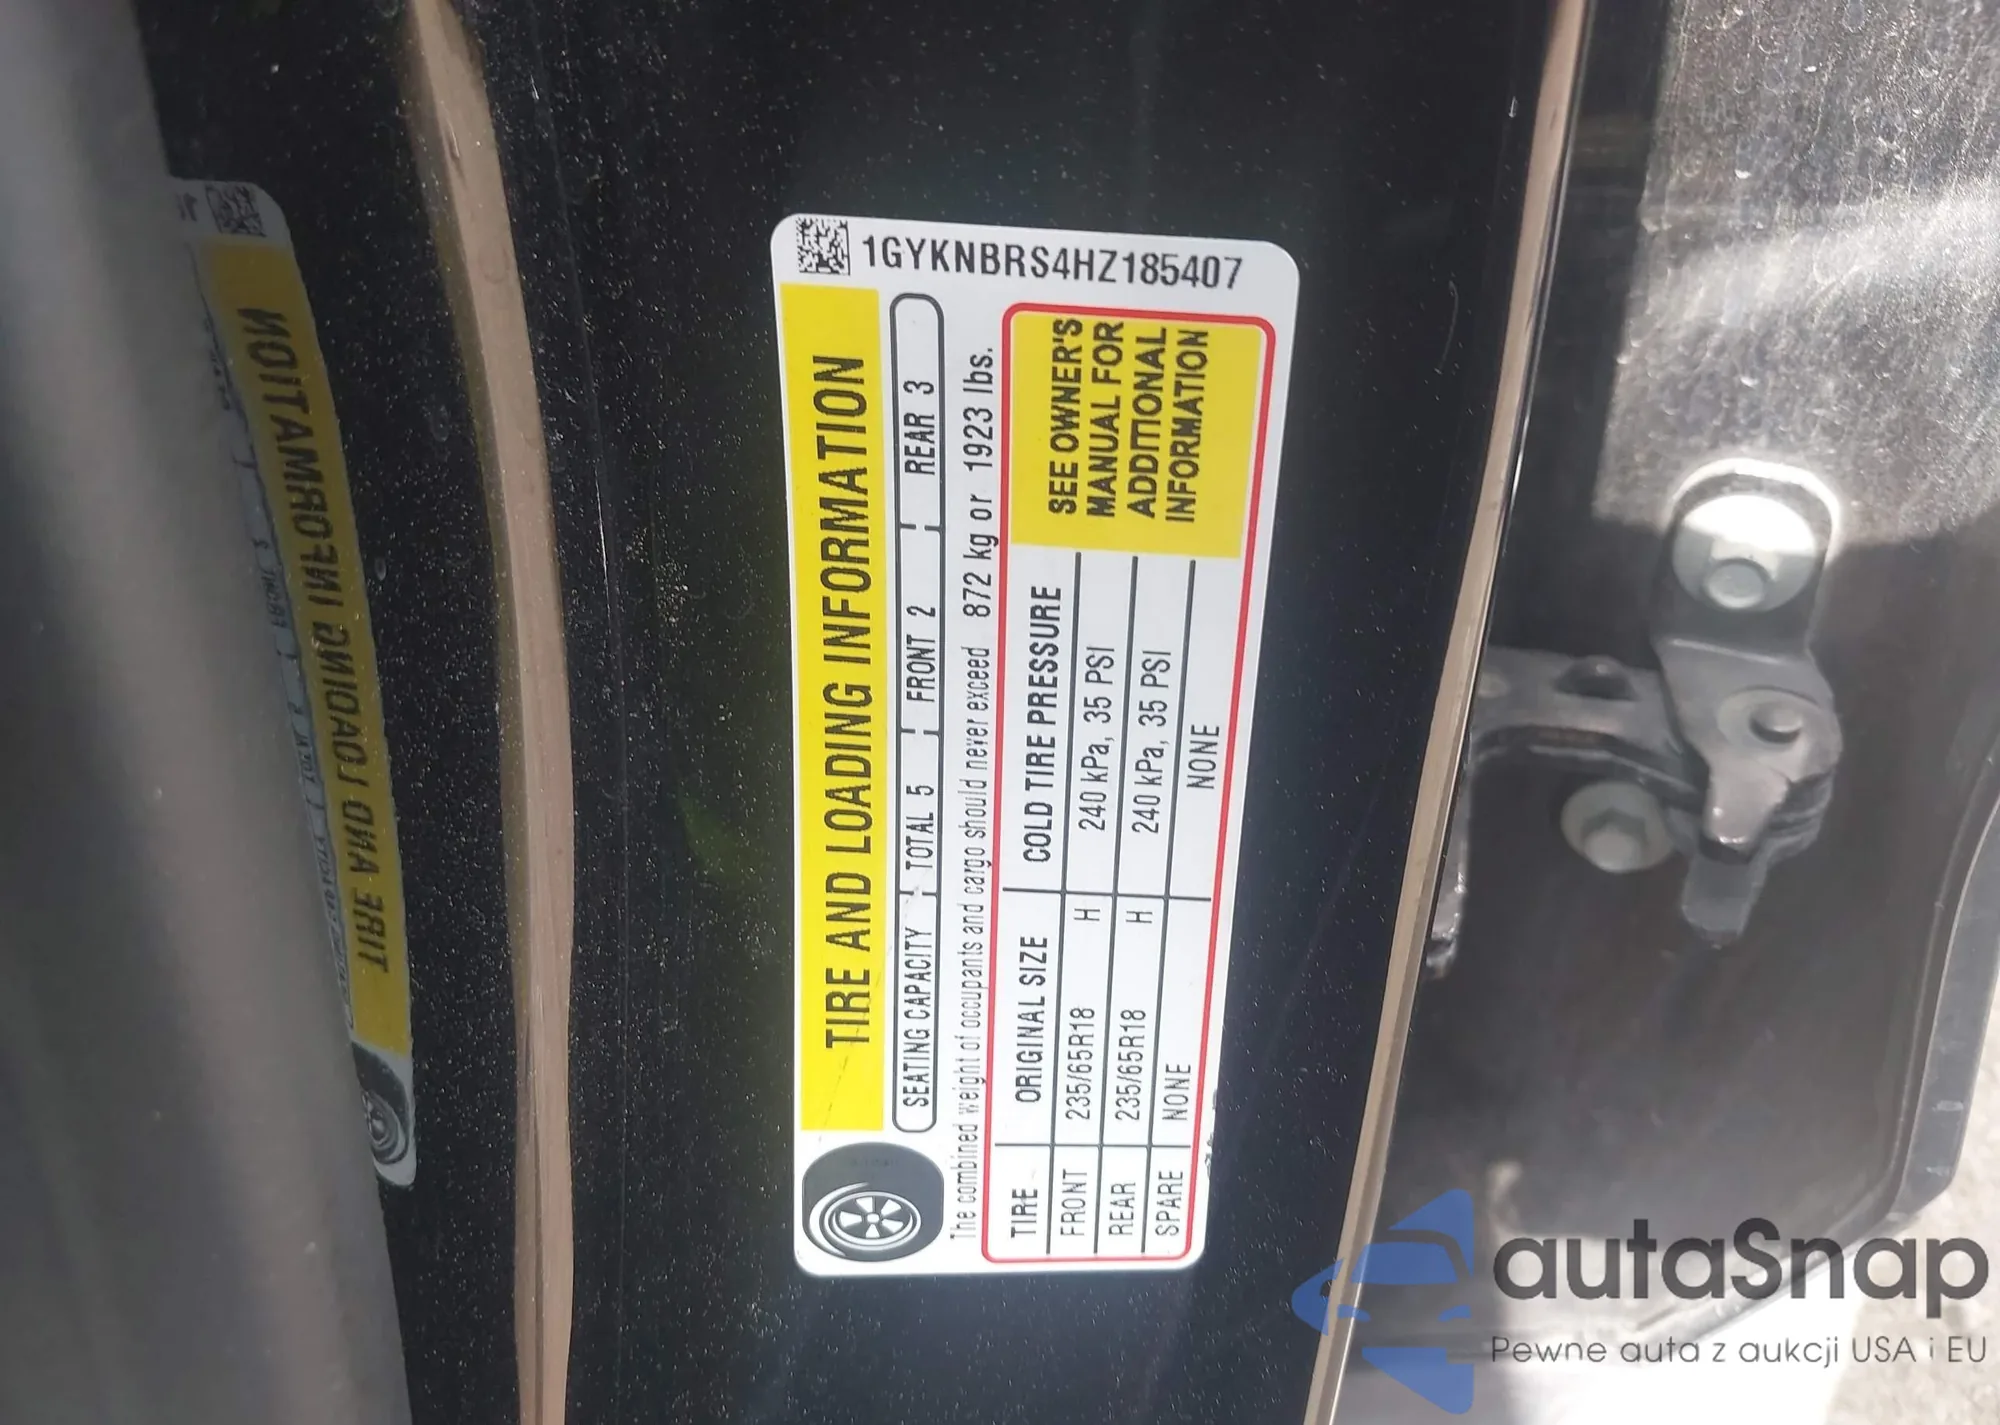 1GYKNBRS4HZ185407
TIRE AND LOADING INFORMATION
SEATING CAPACITY TOTAL 5 FRONT 2 REAR 3
The combined weight of occupants and cargo should never exceed 872 kg or 1923 lbs.
TIRE ORIGINAL SIZE COLD TIRE PRESSURE
FRONT 235/65R18 H 240 kPa, 35 PSI
REAR 235/65R18 H 240 kPa, 35 PSI
SPARE NONE NONE
SEE OWNER'S
MANUAL FOR
ADDITIONAL
INFORMATION
TIRE AND LOADING INFORMATION
autaSnap
Pewne auta z aukcji USA i EU